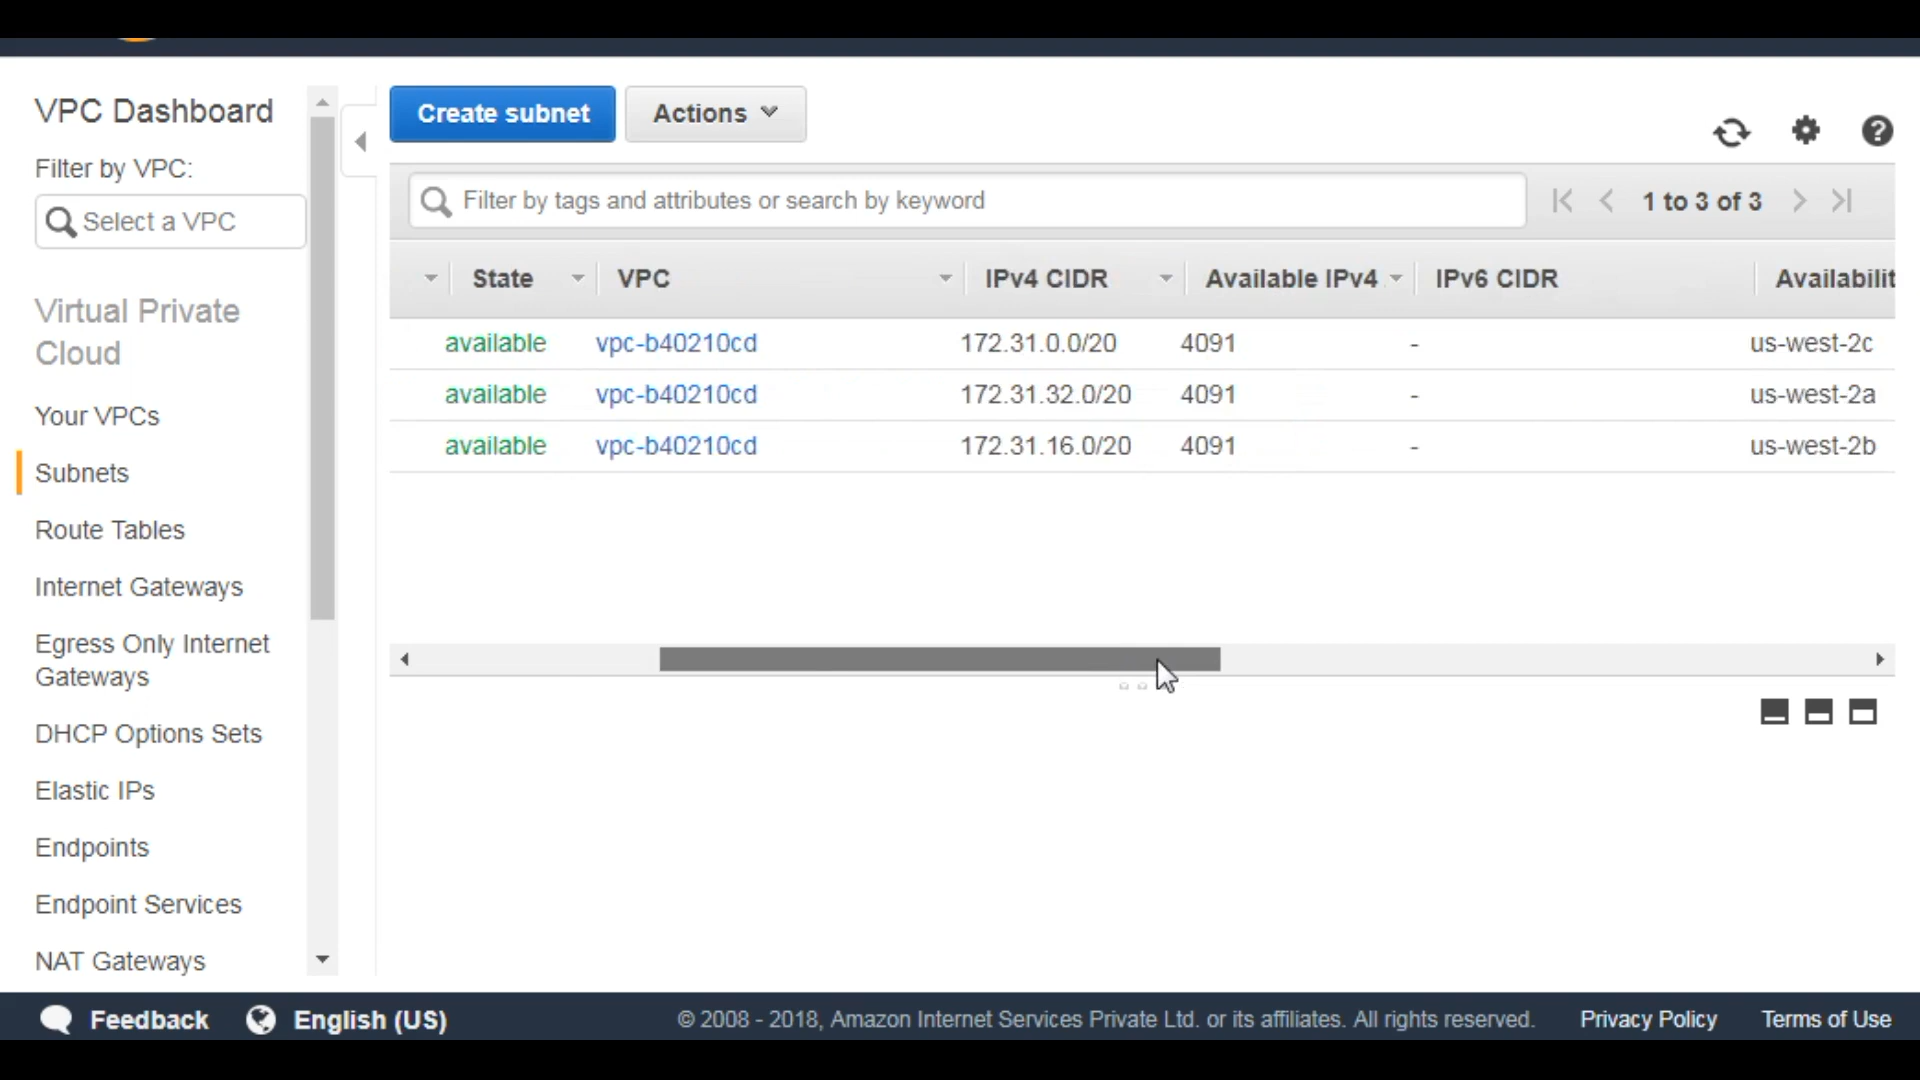 VPC Dashboard
Filter by VPC:
Select a VPC
Virtual Private
Cloud
Your VPCs
Subnets
Route Tables
Internet Gateways
Egress Only Internet
Gateways
DHCP Options Sets
Elastic IPs
Endpoints
Endpoint Services
NAT Gateways
Create subnet Actions
Filter by tags and attributes or search by keyword 1 to 3 of 3
State VPC IPv4 CIDR Available IPv4 IPv6 CIDR Availabilit
available vpc-b40210cd 172.31.0.0/20 4091 - us-west-2c
available vpc-b40210cd 172.31.32.0/20 4091 - us-west-2a
available vpc-b40210cd 172.31.16.0/20 4091 - us-west-2b
Feedback English (US) © 2008 - 2018, Amazon Internet Services Private Ltd. or its affiliates. All rights reserved. Privacy Policy Terms of Use